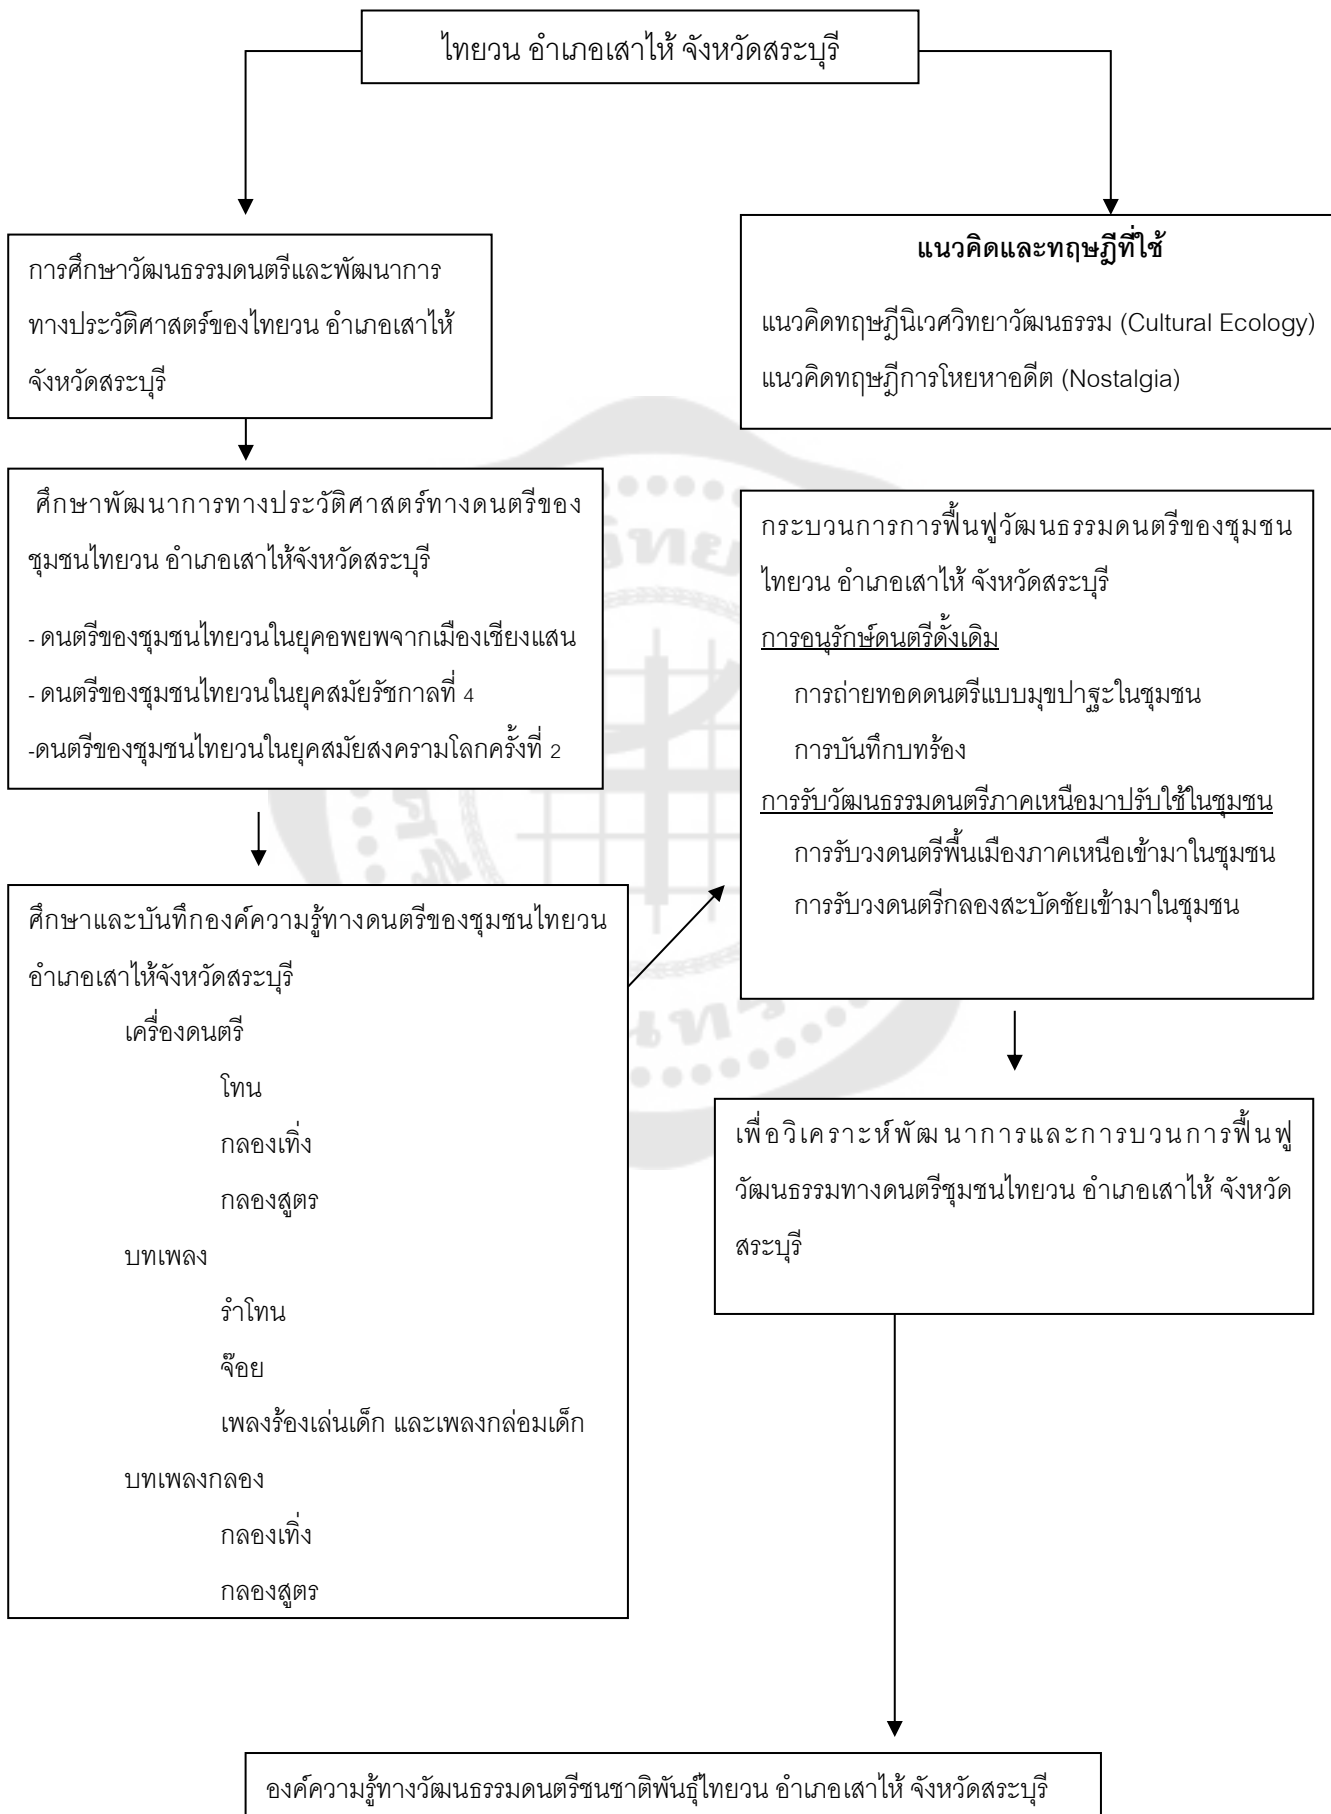 ไทยวน อำเภอเสาไห้ จังหวัดสระบุรี
การศึกษาวัฒนธรรมดนตรีและพัฒนาการ
ทางประวัติศาสตร์ของไทยวน อำเภอเสาไห้
จังหวัดสระบุรี
แนวคิดและทฤษฎีที่ใช้
แนวคิดทฤษฎีนิเวศวิทยาวัฒนธรรม (Cultural Ecology)
แนวคิดทฤษฎีการโหยหาอดีต (Nostalgia)
ศึกษาพัฒนาการทางประวัติศาสตร์ทางดนตรีของ
ชุมชนไทยวน อำเภอเสาไห้จังหวัดสระบุรี
- ดนตรีของชุมชนไทยวนในยุคอพยพจากเมืองเชียงแสน
- ดนตรีของชุมชนไทยวนในยุคสมัยรัชกาลที่ 4
-ดนตรีของชุมชนไทยวนในยุคสมัยสงครามโลกครั้งที่ 2
ศึกษาและบันทึกองค์ความรู้ทางดนตรีของชุมชนไทยวน
อำเภอเสาไห้จังหวัดสระบุรี
เครื่องดนตรี
โทน
กลองเทิ่ง
กลองสูตร
บทเพลง
รำโทน
จ๊อย
เพลงร้องเล่นเด็ก และเพลงกล่อมเด็ก
บทเพลงกลอง
กลองเทิ่ง
กลองสูตร
กระบวนการการฟื้นฟูวัฒนธรรมดนตรีของชุมชน
ไทยวน อำเภอเสาไห้ จังหวัดสระบุรี
การอนุรักษ์ดนตรีดั้งเดิม
การถ่ายทอดดนตรีแบบมุขปาฐะในชุมชน
การบันทึกบทร้อง
การรับวัฒนธรรมดนตรีภาคเหนือมาปรับใช้ในชุมชน
การรับวงดนตรีพื้นเมืองภาคเหนือเข้ามาในชุมชน
การรับวงดนตรีกลองสะบัดชัยเข้ามาในชุมชน
เพื่อวิเคราะห์พัฒนาการและการบวนการฟื้นฟู
วัฒนธรรมทางดนตรีชุมชนไทยวน อำเภอเสาไห้ จังหวัด
สระบุรี
องค์ความรู้ทางวัฒนธรรมดนตรีชนชาติพันธุ์ไทยวน อำเภอเสาไห้ จังหวัดสระบุรี